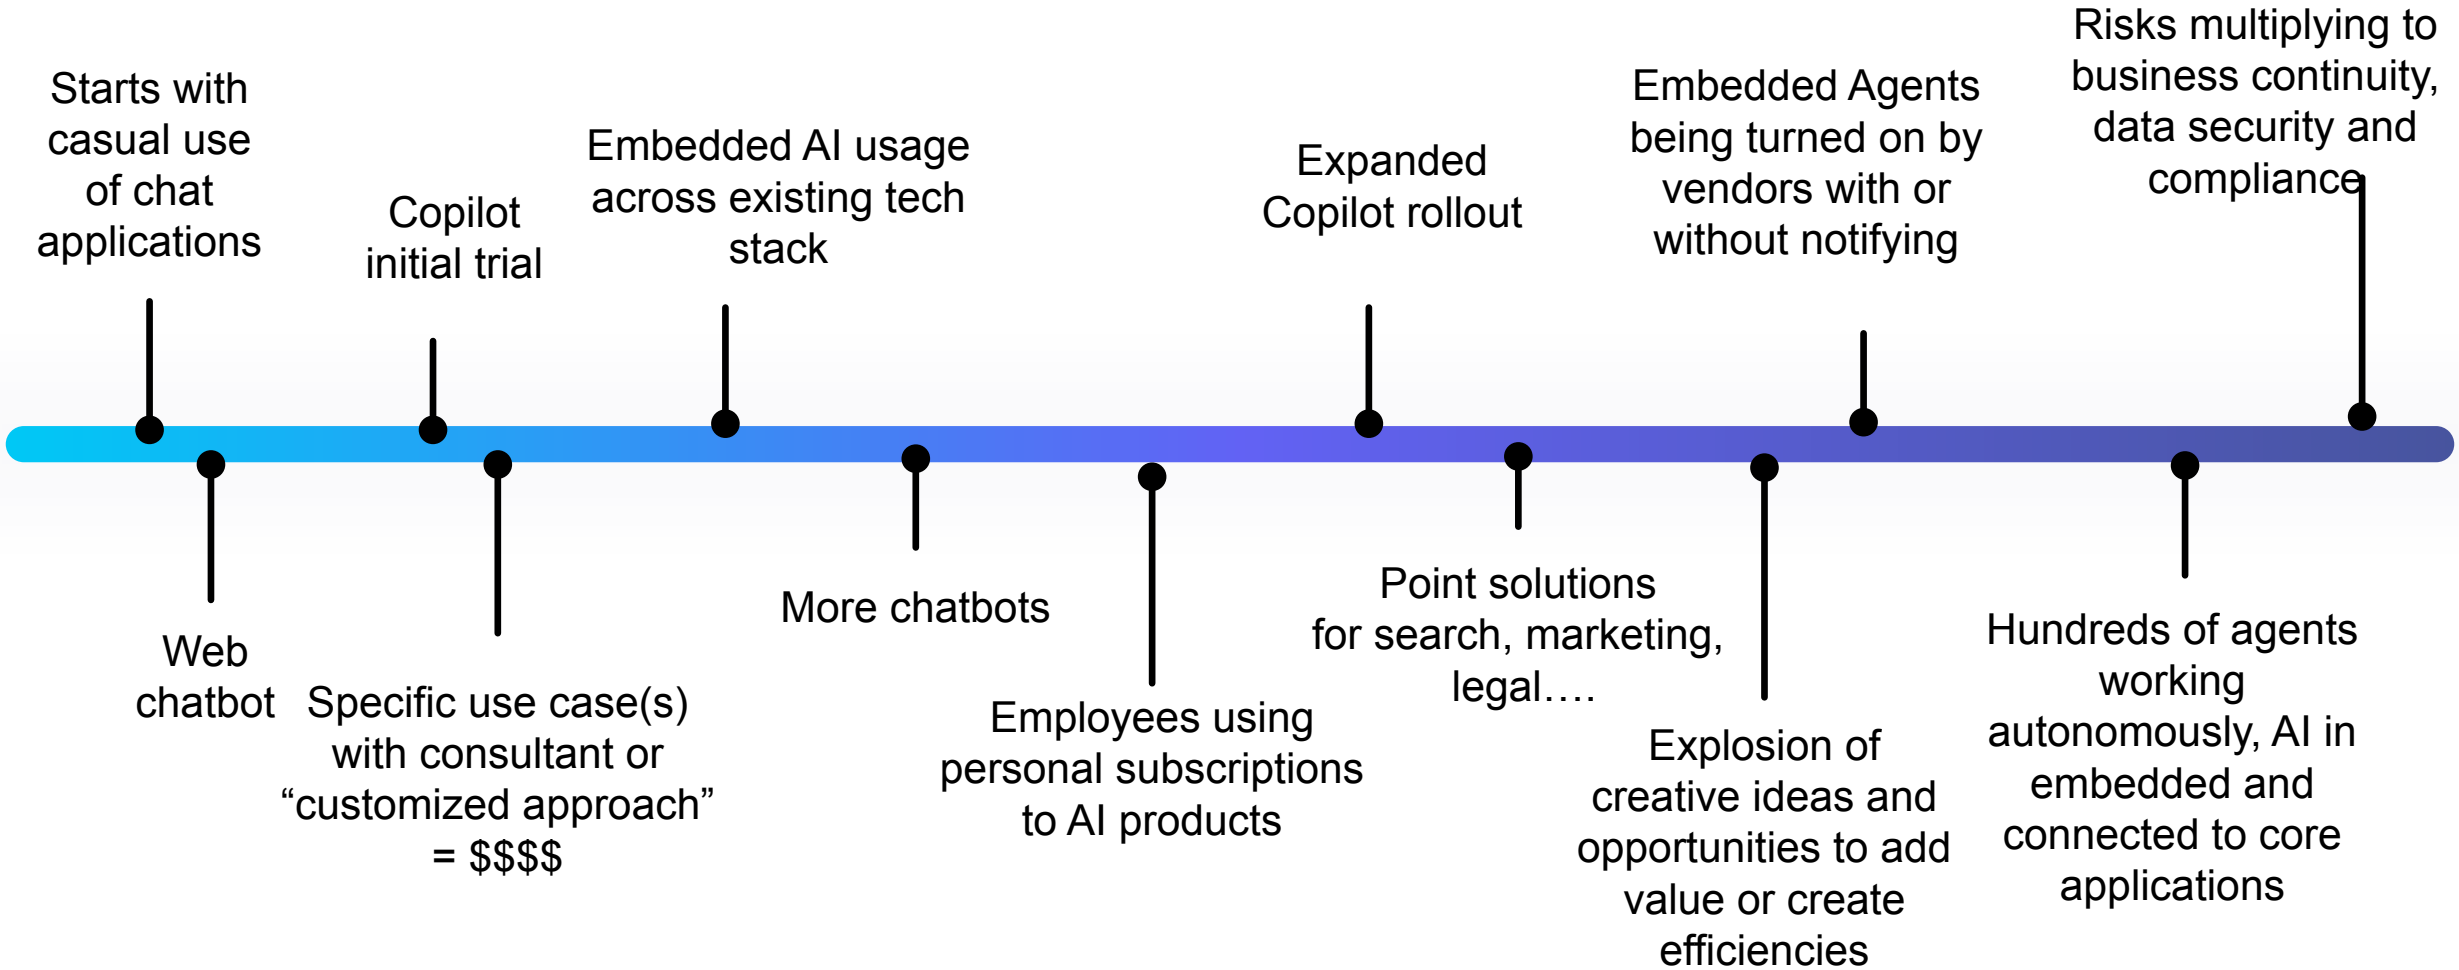 Starts with
casual use
of chat
applications
Web
chatbot
Copilot
initial trial
Specific use case(s)
with consultant or
“customized approach”
= $$$$
Embedded AI usage
across existing tech
stack
More chatbots
Employees using
personal subscriptions
to AI products
Expanded
Copilot rollout
Point solutions
for search, marketing,
legal….
Explosion of
creative ideas and
opportunities to add
value or create
efficiencies
Embedded Agents
being turned on by
vendors with or
without notifying
Hundreds of agents
working
autonomously, AI in
embedded and
connected to core
applications
Risks multiplying to
business continuity,
data security and
compliance